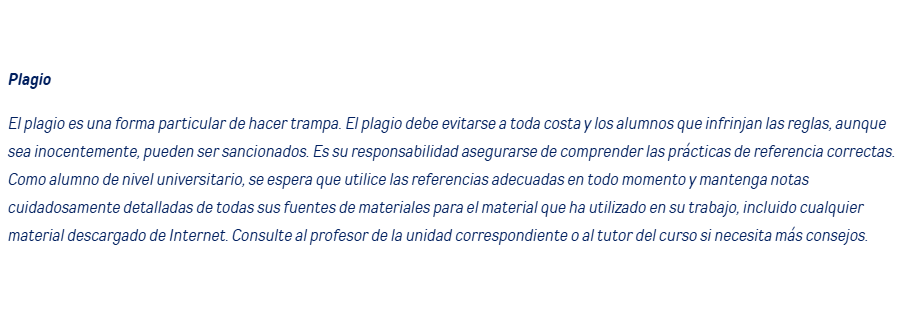 Plagio
El plagio es una forma particular de hacer trampa. El plagio debe evitarse a toda costa y los alumnos que infrinjan las reglas, aunque
sea inocentemente, pueden ser sancionados. Es su responsabilidad asegurarse de comprender las prácticas de referencia correctas.
Como alumno de nivel universitario, se espera que utilice las referencias adecuadas en todo momento y mantenga notas
cuidadosamente detalladas de todas sus fuentes de materiales para el material que ha utilizado en su trabajo, incluido cualquier
material descargado de Internet. Consulte al profesor de la unidad correspondiente o al tutor del curso si necesita más consejos.